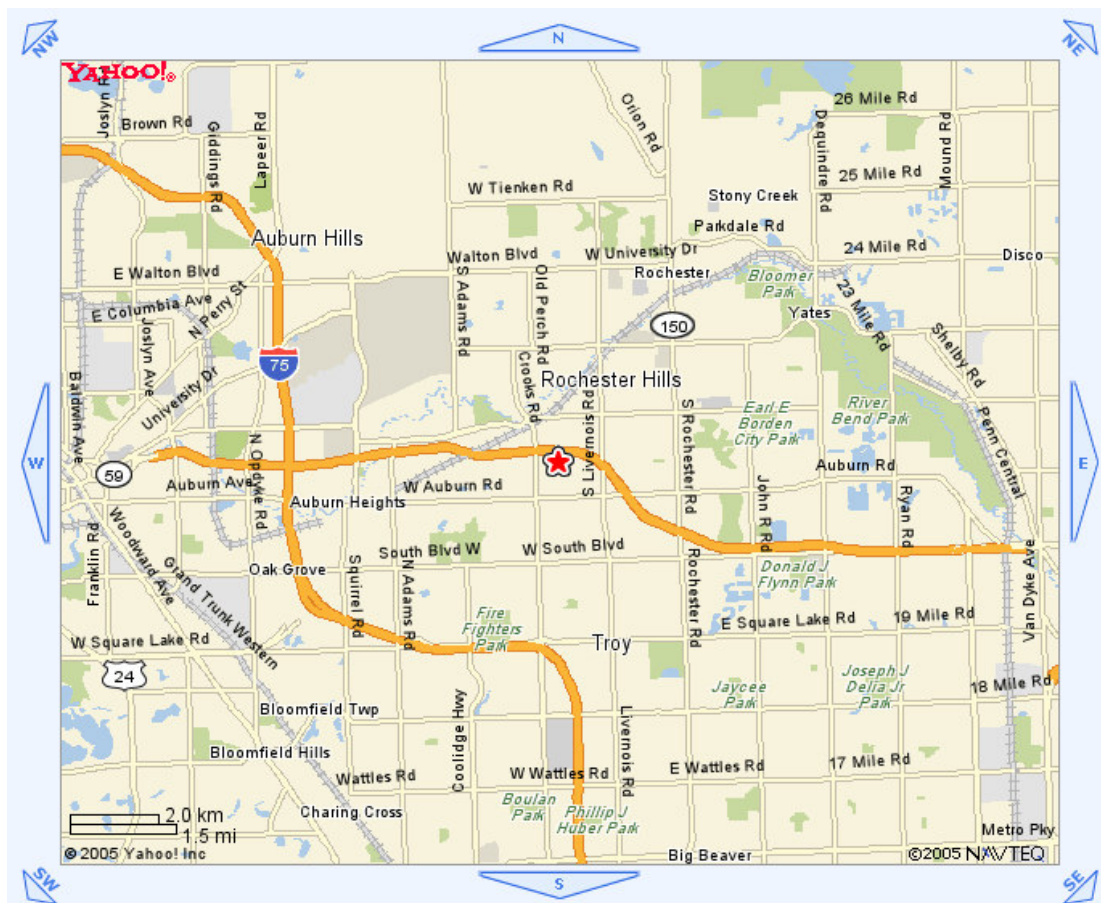 NW
N
NE
YAHOO!®
Joslyn Rd
Brown Rd
Giddings Rd
Lapeer Rd
Orion Rd
26 Mile Rd
Dequindre Rd
Mound Rd
W Tienken Rd
25 Mile Rd
Stony Creek
Parkdale Rd
Auburn Hills
24 Mile Rd
Disco
E Walton Blvd
Walton Blvd
W University Dr
Rochester
Bloomer
Park
S Adams Rd
Old Perch Rd
E Columbia Ave
N Perry St
Joslyn Ave
23 Mile Rd
Yates
150
Shelby Rd
75
University Dr
Baldwin Ave
Crooks Rd
Rochester Hills
S Livernois Rd
S Rochester Rd
Earl E
Borden
City Park
River
Bend Park
Penn Central
W
E
59
N Opdyke Rd
Auburn Ave
W Auburn Rd
Auburn Rd
Auburn Heights
John R Rd
Ryan Rd
Franklin Rd
Woodward Ave
Grand Trunk Western
South Blvd W
W South Blvd
Oak Grove
Squirrel Rd
N Adams Rd
Rochester Rd
Donald J
Flynn Park
Van Dyke Ave
Fire
Fighters
Park
E Square Lake Rd
19 Mile Rd
W Square Lake Rd
Troy
24
Jaycee
Park
Joseph J
Delia Jr
Park
18 Mile Rd
Bloomfield Twp
Coolidge Hwy
Livernois Rd
Bloomfield Hills
Wattles Rd
W Wattles Rd
E Wattles Rd
17 Mile Rd
Boulan
Park
Phillip J
Huber Park
Charing Cross
2.0 km
1.5 mi
Metro Pky
© 2005 Yahoo! Inc
Big Beaver
©2005 NAVTEQ
SW
S
SE